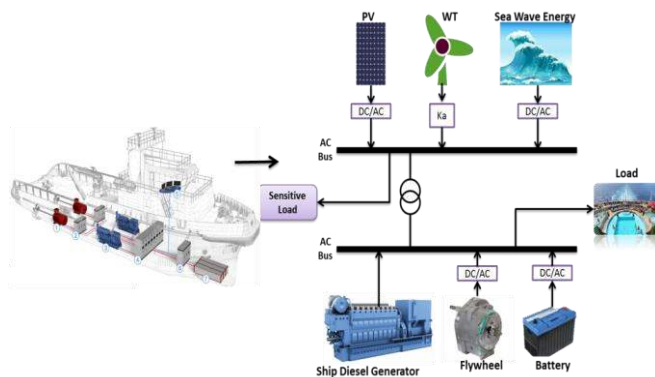 PV
WT
Sea Wave Energy
DC/AC
Ka
DC/AC
AC
Bus
Sensitive
Load
Load
AC
Bus
DC/AC
DC/AC
Ship Diesel Generator
Flywheel
Battery